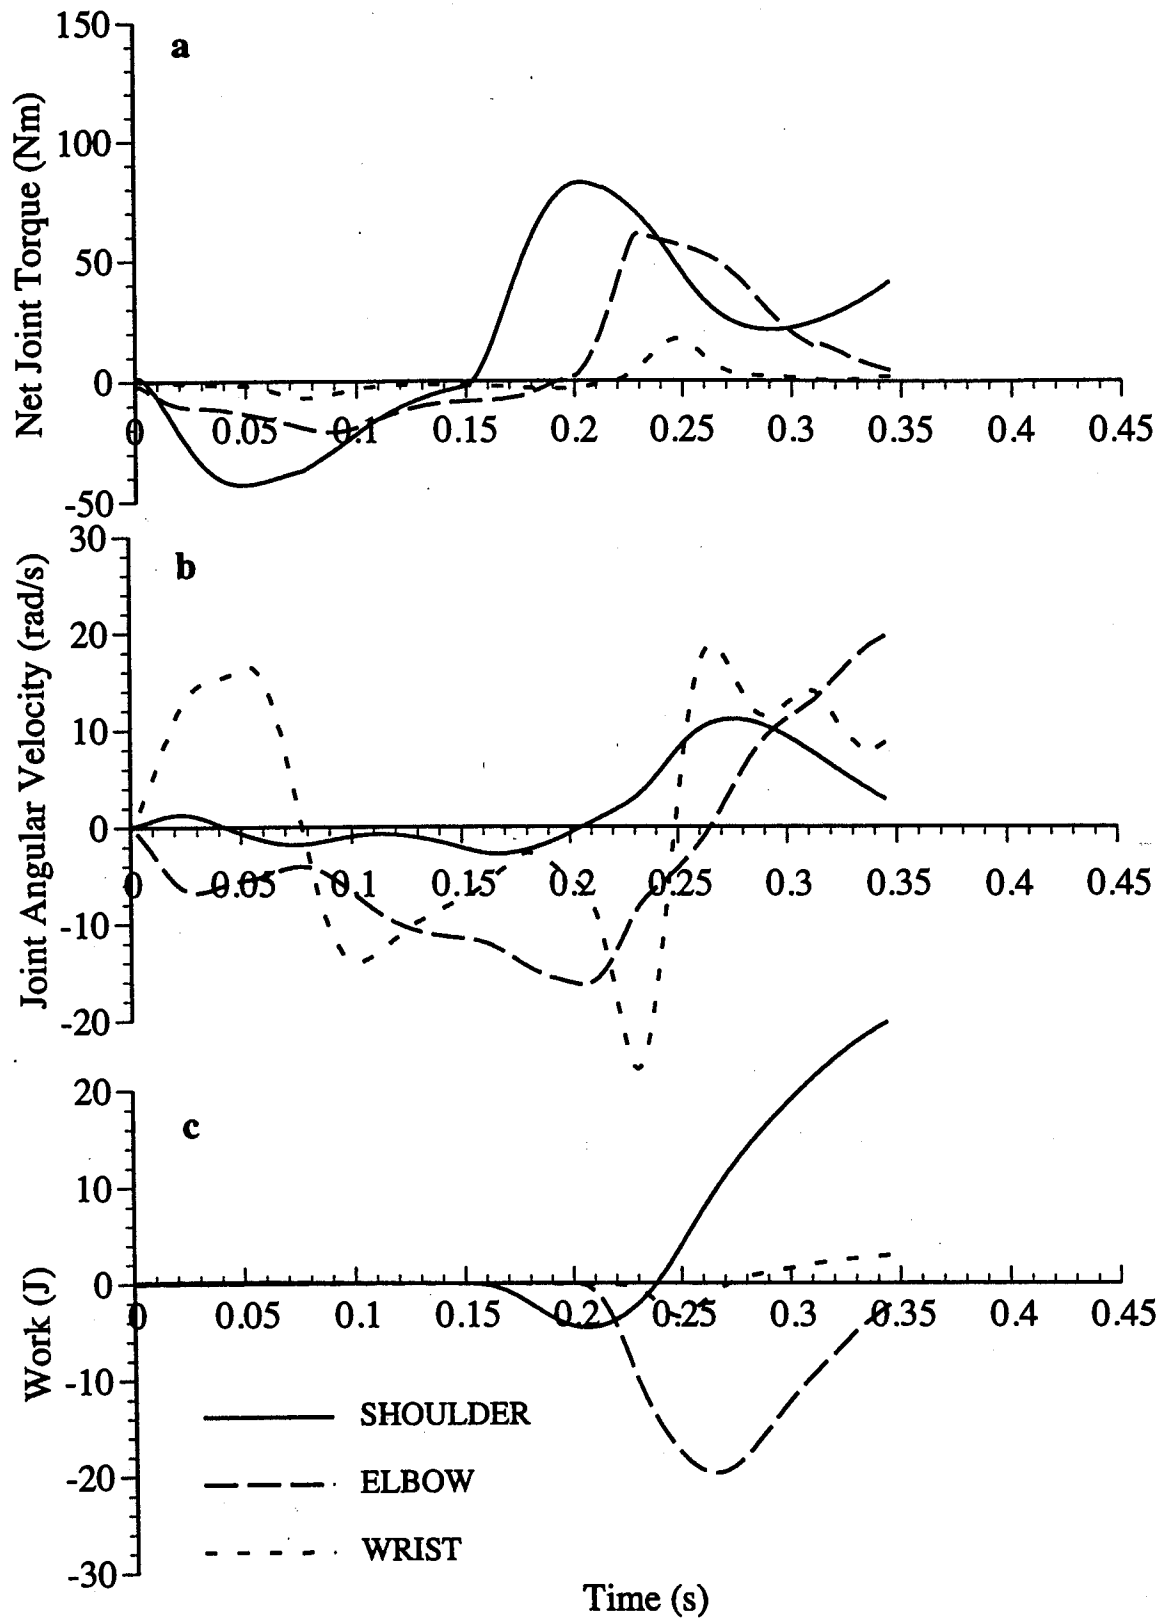 150
a
100
50
0
-50
Net Joint Torque (Nm)
0 0.05 0.1 0.15 0.2 0.25 0.3 0.35 0.4 0.45
30
b
20
10
0
-10
-20
Joint Angular Velocity (rad/s)
0 0.05 0.1 0.15 0.2 0.25 0.3 0.35 0.4 0.45
20
c
10
0
-10
-20
-30
Work (J)
0 0.05 0.1 0.15 0.2 0.25 0.3 0.35 0.4 0.45
SHOULDER
ELBOW
WRIST
Time (s)